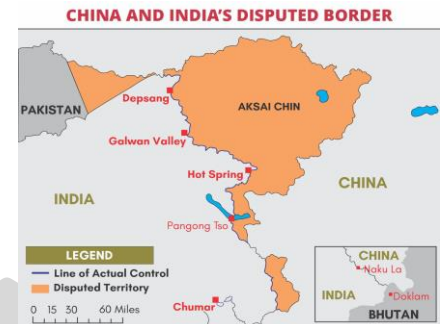 CHINA AND INDIA'S DISPUTED BORDER
PAKISTAN
Depsang
AKSAI CHIN
Galwan Valley
Hot Spring
INDIA
CHINA
Pangong Tso
LEGEND
Line of Actual Control
Disputed Territory
0 15 30 60 Miles
Chumar
CHINA
Naku La
INDIA
Doklam
BHUTAN